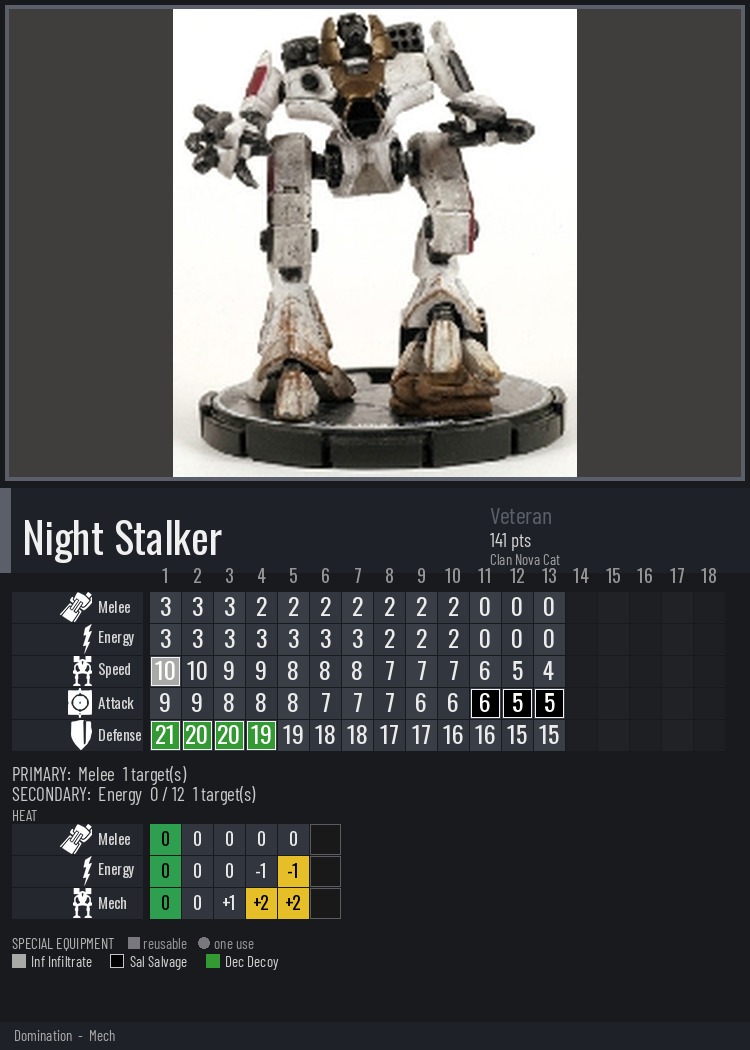 Night Stalker
Veteran
141 pts
Clan Nova Cat
1 2 3 4 5 6 7 8 9 10 11 12 13 14 15 16 17 18
Melee 3 3 3 2 2 2 2 2 2 2 0 0 0
Energy 3 3 3 3 3 3 3 2 2 2 0 0 0
Speed 10 10 9 9 8 8 8 7 7 7 6 5 4
Attack 9 9 8 8 8 7 7 7 6 6 6 5 5
Defense 21 20 20 19 19 18 18 17 17 16 16 15 15
PRIMARY: Melee 1 target(s)
SECONDARY: Energy 0 / 12 1 target(s)
HEAT
Melee 0 0 0 0 0
Energy 0 0 0 -1 -1
Mech 0 0 +1 +2 +2
SPECIAL EQUIPMENT reusable one use
Inf Infiltrate Sal Salvage Dec Decoy
Domination - Mech